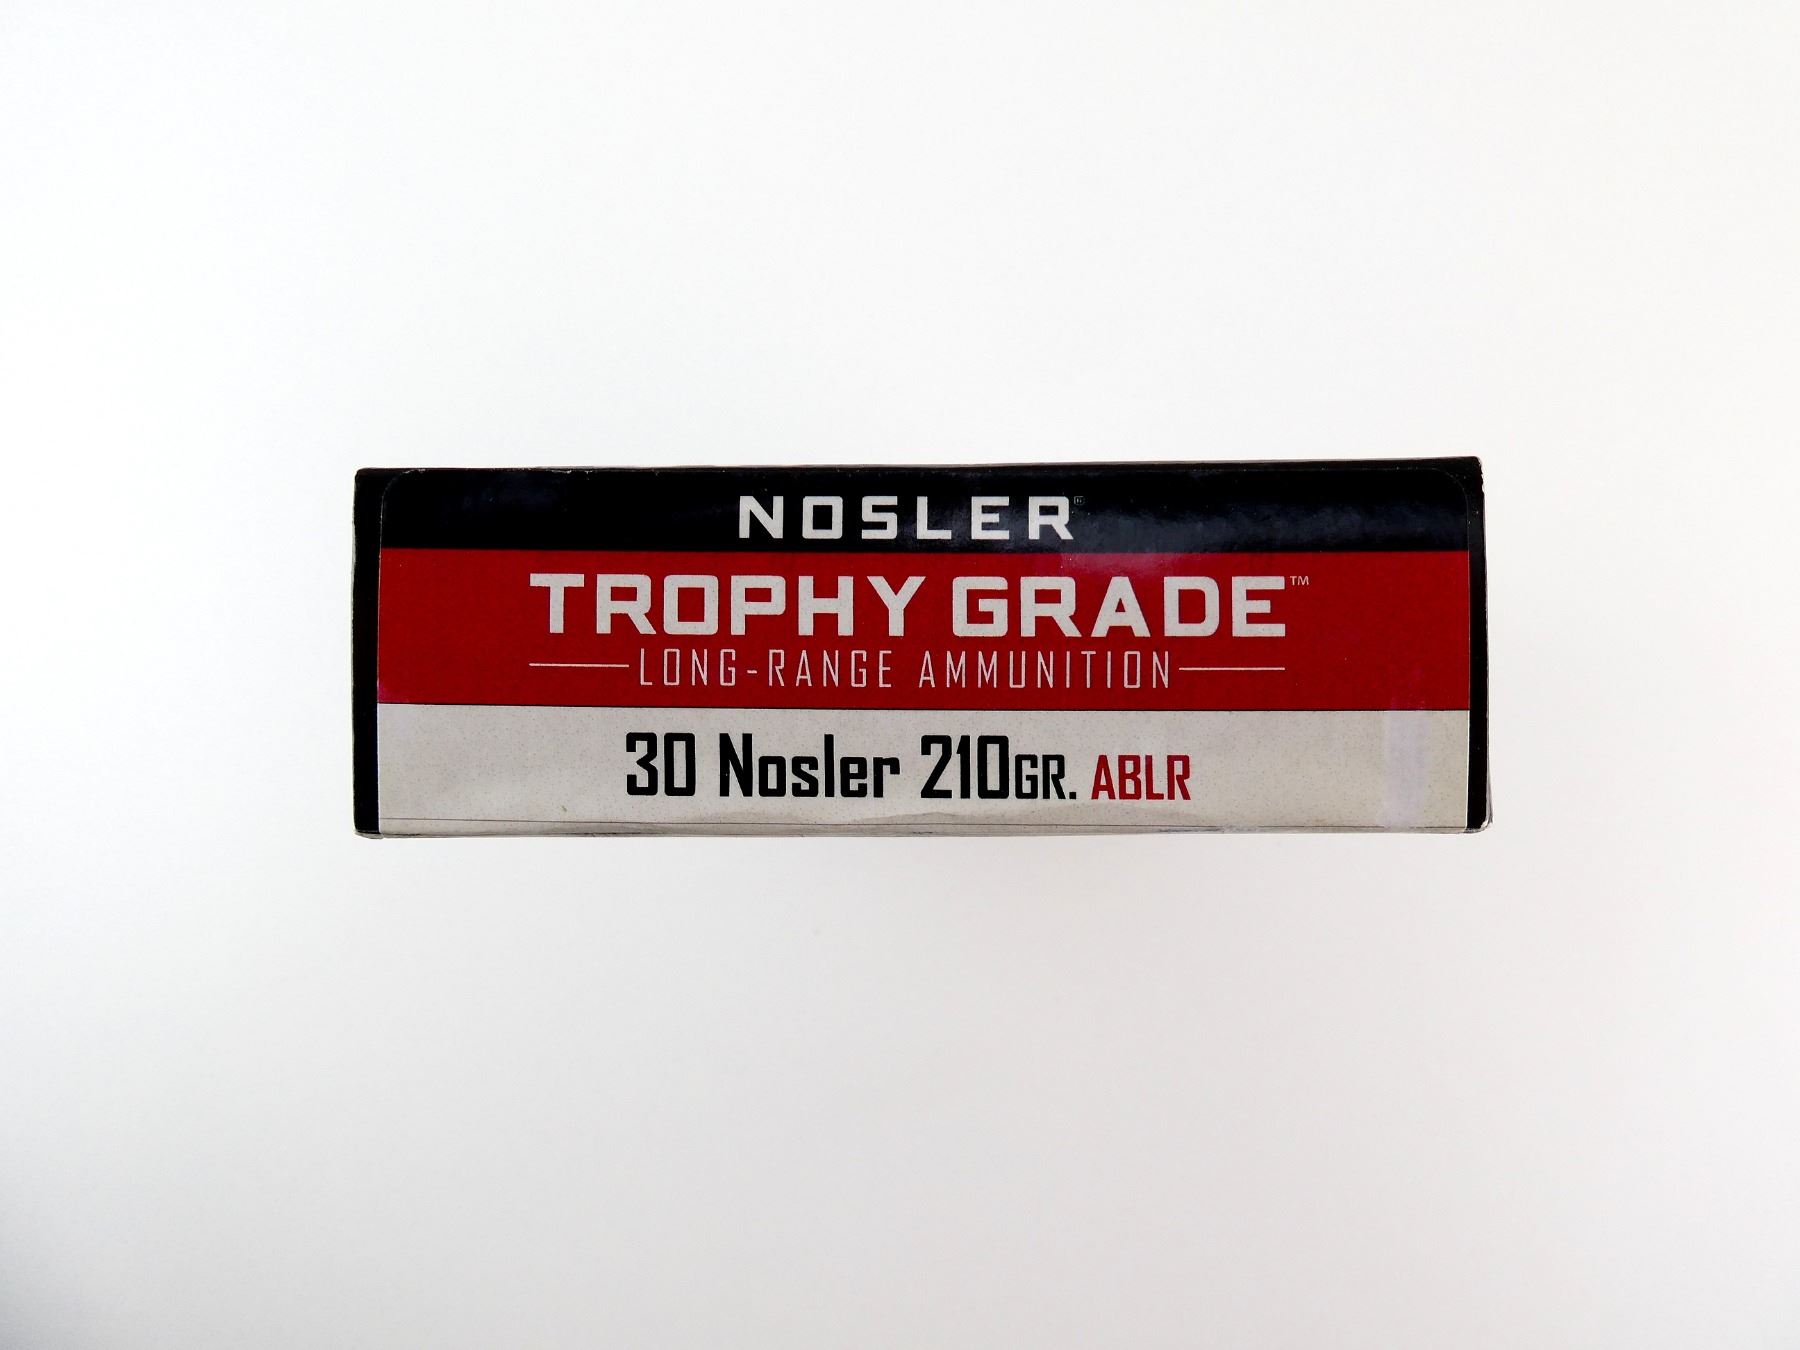 NOSLER®
TROPHY GRADE™
LONG-RANGE AMMUNITION
30 Nosler 210GR. ABLR